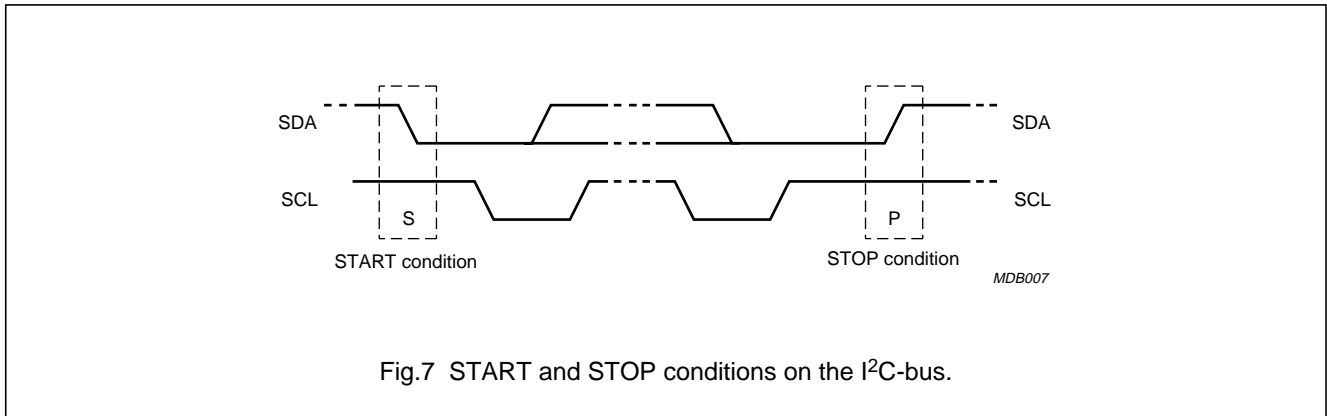 SDA
SDA
SCL
SCL
S
P
START condition
STOP condition
MDB007
Fig.7 START and STOP conditions on the I²C-bus.